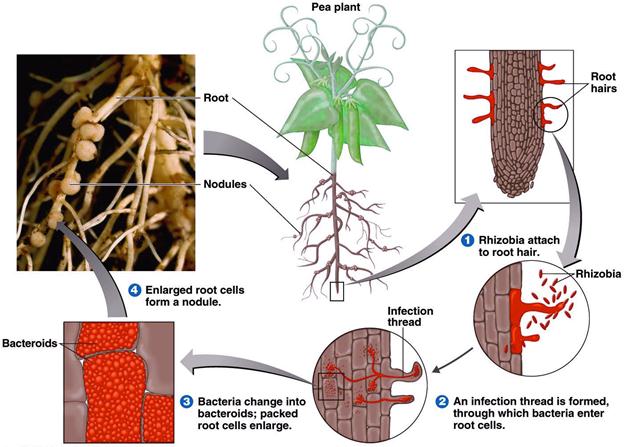 Pea plant
Root
Nodules
Root
hairs
1 Rhizobia attach
to root hair.
Rhizobia
4 Enlarged root cells
form a nodule.
Infection
thread
Bacteroids
3 Bacteria change into
bacteroids; packed
root cells enlarge.
2 An infection thread is formed,
through which bacteria enter
root cells.